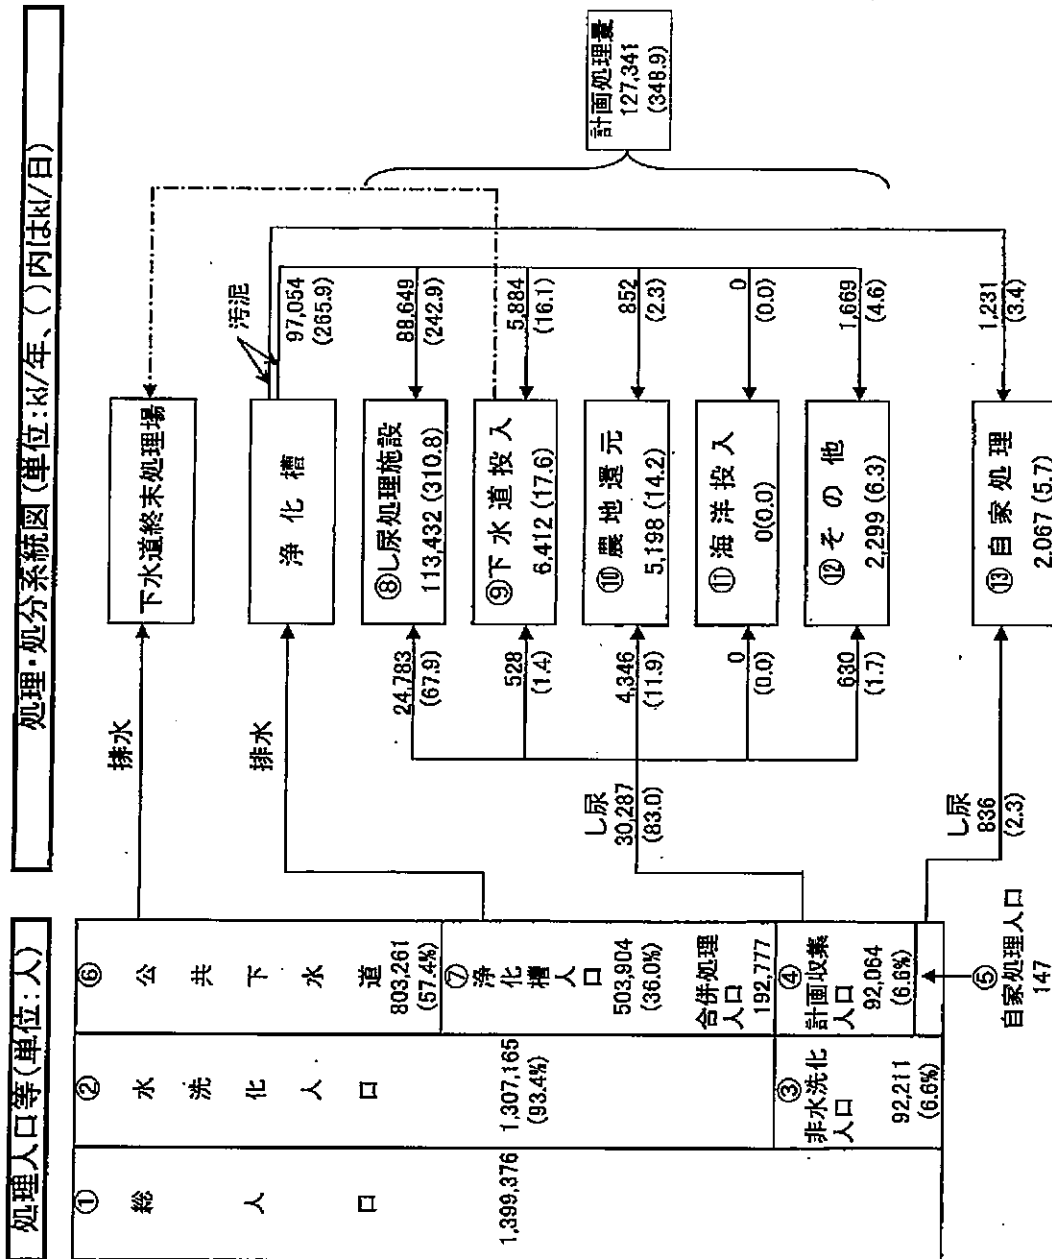 処理人口等(単位:人)
処理・処分系統図(単位:kl/年、( )内はkl/日)
①
総人口
1,399,376
②
水洗化人口
1,307,165
(93.4%)
③
非水洗化
人口
92,211
(6.6%)
⑥
公共下水道
803,261
(57.4%)
⑦
浄化槽人口
503,904
(36.0%)
合併処理
人口
192,777
④
計画収集
人口
92,064
(6.6%)
⑤
自家処理人口
147
排水
排水
し尿
30,287
(83.0)
し尿
836
(2.3)
24,783
(67.9)
528
(1.4)
4,346
(11.9)
0
(0.0)
630
(1.7)
下水道終末処理場
浄化槽
⑧し尿処理施設
113,432 (310.8)
⑨下水道投入
6,412 (17.6)
⑩農地還元
5,198 (14.2)
⑪海洋投入
0(0.0)
⑫その他
2,299 (6.3)
⑬自家処理
2,067 (5.7)
汚泥
97,054
(265.9)
88,649
(242.9)
5,884
(16.1)
852
(2.3)
0
(0.0)
1,669
(4.6)
1,231
(3.4)
計画処理量
127,341
(348.9)